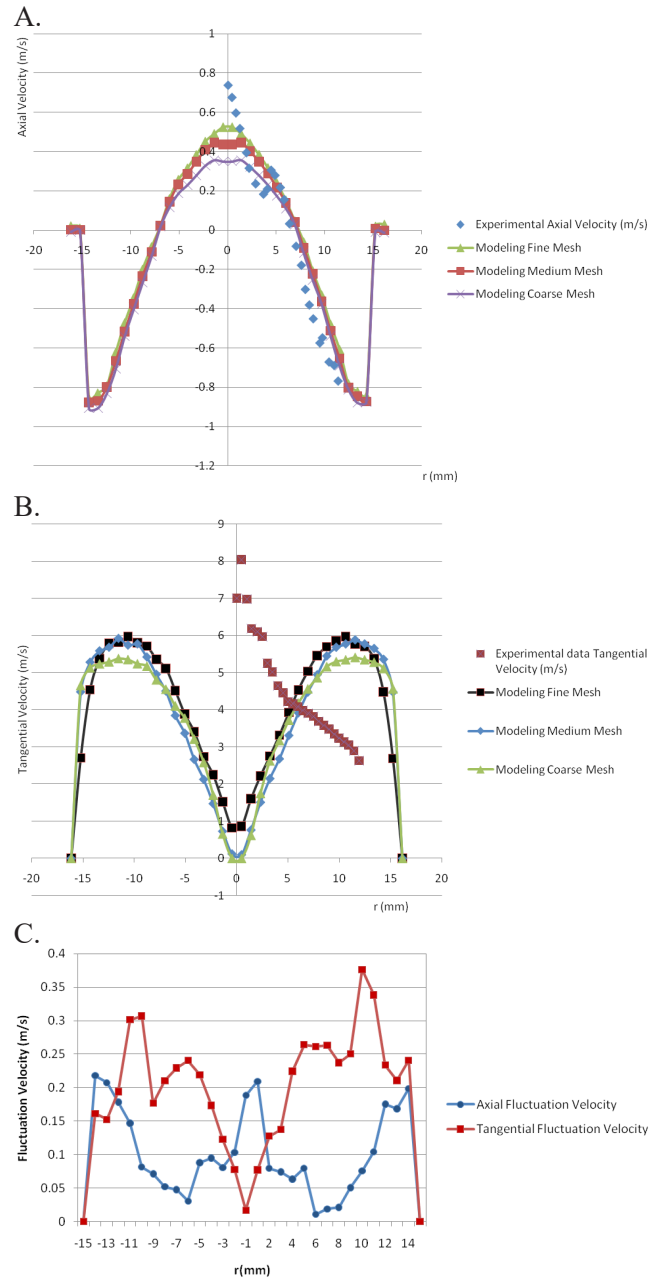 A.
Axial Velocity (m/s)
1
0.8
0.6
0.4
0.2
0
-0.2
-0.4
-0.6
-0.8
-1
-1.2
-20 -15 -10 -5 0 5 10 15 20
r (mm)
Experimental Axial Velocity (m/s)
Modeling Fine Mesh
Modeling Medium Mesh
Modeling Coarse Mesh
B.
Tangential Velocity (m/s)
9
8
7
6
5
4
3
2
1
0
-1
-20 -15 -10 -5 0 5 10 15 20
r (mm)
Experimental data Tangential
Velocity (m/s)
Modeling Fine Mesh
Modeling Medium Mesh
Modeling Coarse Mesh
C.
Fluctuation Velocity (m/s)
0.4
0.35
0.3
0.25
0.2
0.15
0.1
0.05
0
-15 -13 -11 -9 -7 -5 -3 -1 2 4 6 8 10 12 14
r(mm)
Axial Fluctuation Velocity
Tangential Fluctuation Velocity